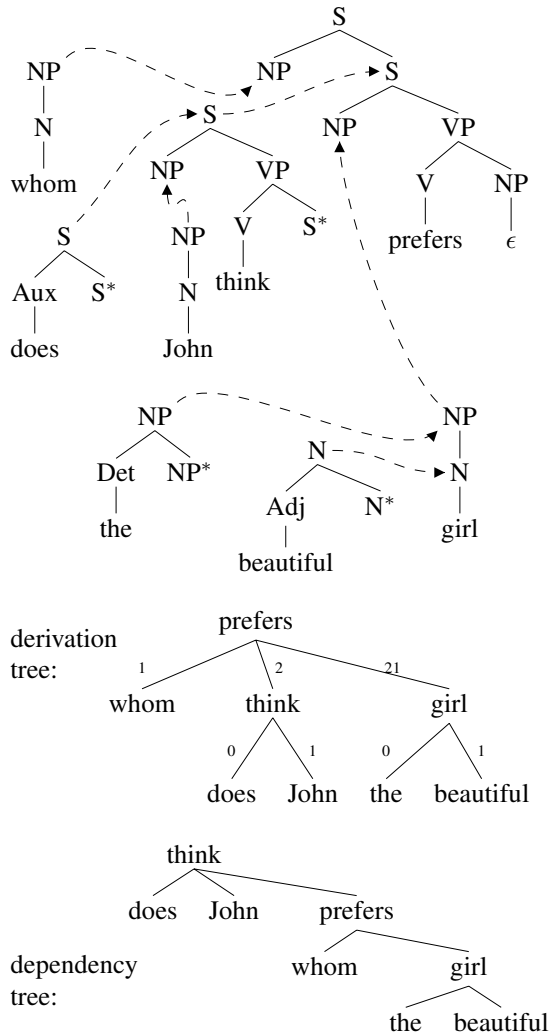 S
NP NP S
N S NP VP
whom NP VP V NP
S NP V S* prefers ϵ
Aux S* N think
does John
NP NP
Det NP* N N
the Adj N* girl
beautiful
prefers
derivation
tree: 1 2 21
whom think girl
0 1 0 1
does John the beautiful
think
does John prefers
dependency whom girl
tree:
the beautiful